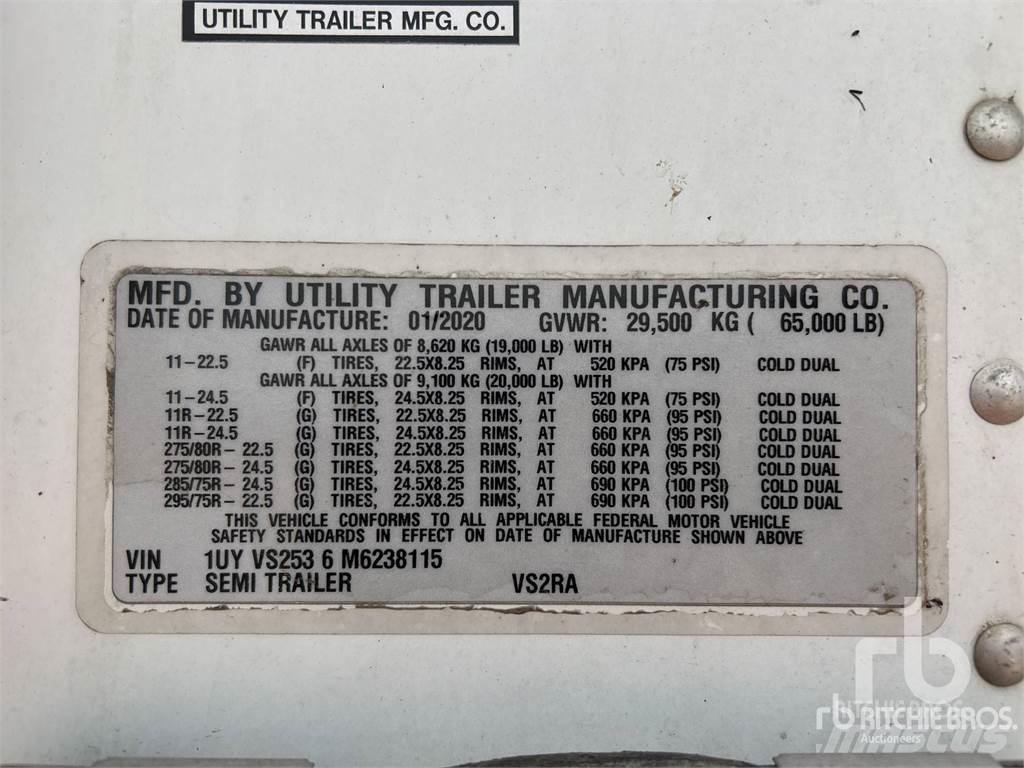 UTILITY TRAILER MFG. CO.
MFD. BY UTILITY TRAILER MANUFACTURING CO.
DATE OF MANUFACTURE: 01/2020 GVWR: 29,500 KG ( 65,000 LB)
GAWR ALL AXLES OF 8,620 KG (19,000 LB) WITH
11-22.5 (F) TIRES, 22.5X8.25 RIMS, AT 520 KPA (75 PSI) COLD DUAL
GAWR ALL AXLES OF 9,100 KG (20,000 LB) WITH
11-24.5 (F) TIRES, 24.5X8.25 RIMS, AT 520 KPA (75 PSI) COLD DUAL
11R-22.5 (G) TIRES, 22.5X8.25 RIMS, AT 660 KPA (95 PSI) COLD DUAL
11R-24.5 (G) TIRES, 24.5X8.25 RIMS, AT 660 KPA (95 PSI) COLD DUAL
275/80R-22.5 (G) TIRES, 22.5X8.25 RIMS, AT 660 KPA (95 PSI) COLD DUAL
275/80R-24.5 (G) TIRES, 24.5X8.25 RIMS, AT 660 KPA (95 PSI) COLD DUAL
285/75R-24.5 (G) TIRES, 24.5X8.25 RIMS, AT 690 KPA (100 PSI) COLD DUAL
295/75R-22.5 (G) TIRES, 22.5X8.25 RIMS, AT 690 KPA (100 PSI) COLD DUAL
THIS VEHICLE CONFORMS TO ALL APPLICABLE FEDERAL MOTOR VEHICLE
SAFETY STANDARDS IN EFFECT ON DATE OF MANUFACTURE SHOWN ABOVE
VIN 1UY VS253 6 M6238115
TYPE SEMI TRAILER VS2RA
rb
rb RITCHIE BROS.
Auctioneers